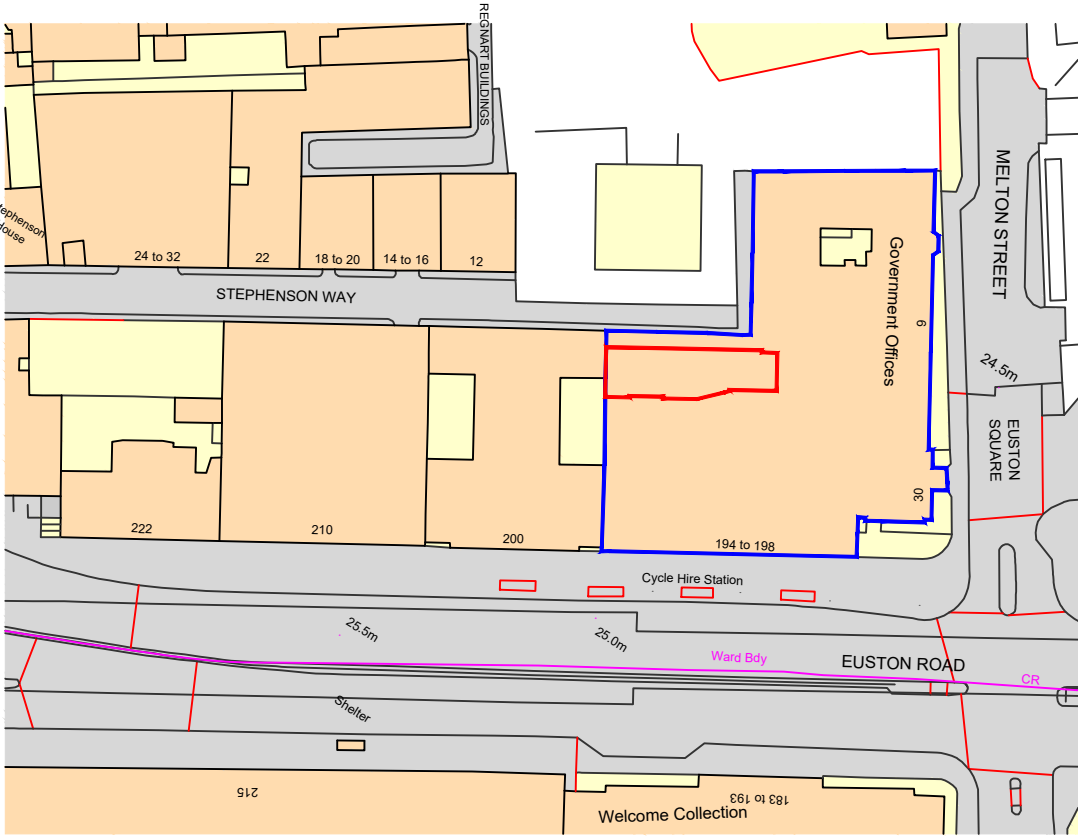 REGNART BUILDINGS
MELTON STREET
tephenson
House
24 to 32
22
18 to 20
14 to 16
12
STEPHENSON WAY
Government Offices
9
24.5m
EUSTON
SQUARE
30
222
210
200
194 to 198
Cycle Hire Station
25.5m
25.0m
Ward Bdy
EUSTON ROAD
CR
Shelter
215
183 to 193
Welcome Collection